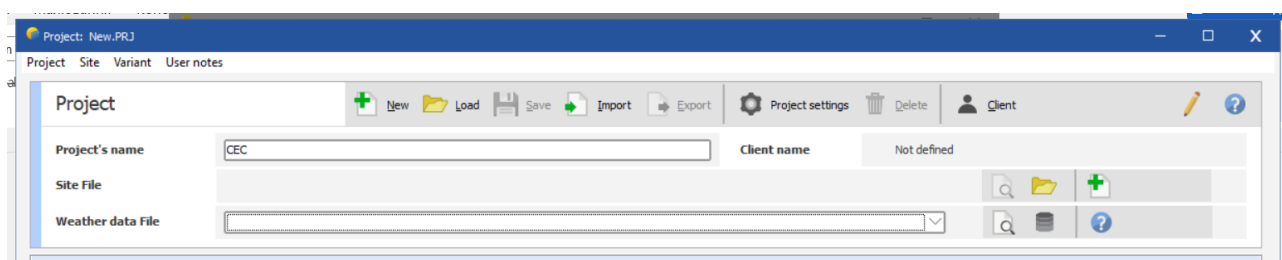 Project: New.PRJ
Project Site Variant User notes
Project New Load Save Import Export Project settings Delete Client
Project's name CEC Client name Not defined
Site File
Weather data File